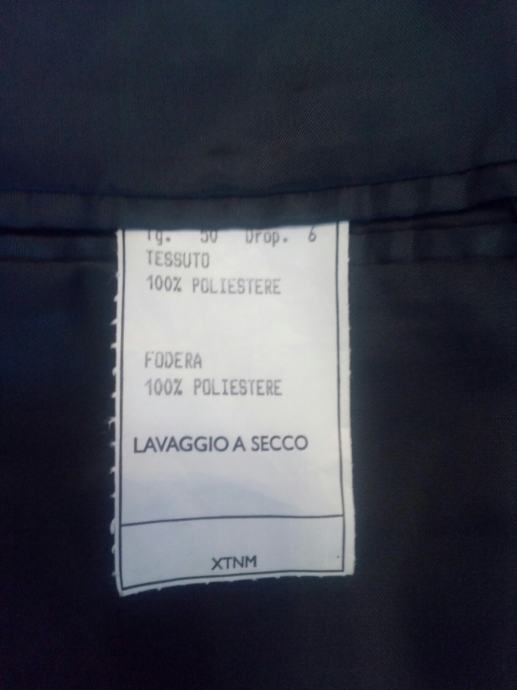 Tg. 50 Drop. 6
TESSUTO
100% POLIESTERE
FODERA
100% POLIESTERE
LAVAGGIO A SECCO
XTNM